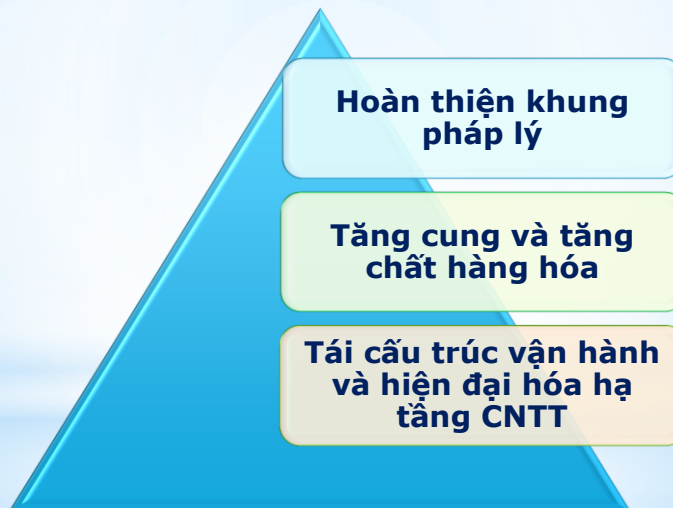 Hoàn thiện khung
pháp lý
Tăng cung và tăng
chất hàng hóa
Tái cấu trúc vận hành
và hiện đại hóa hạ
tầng CNTT